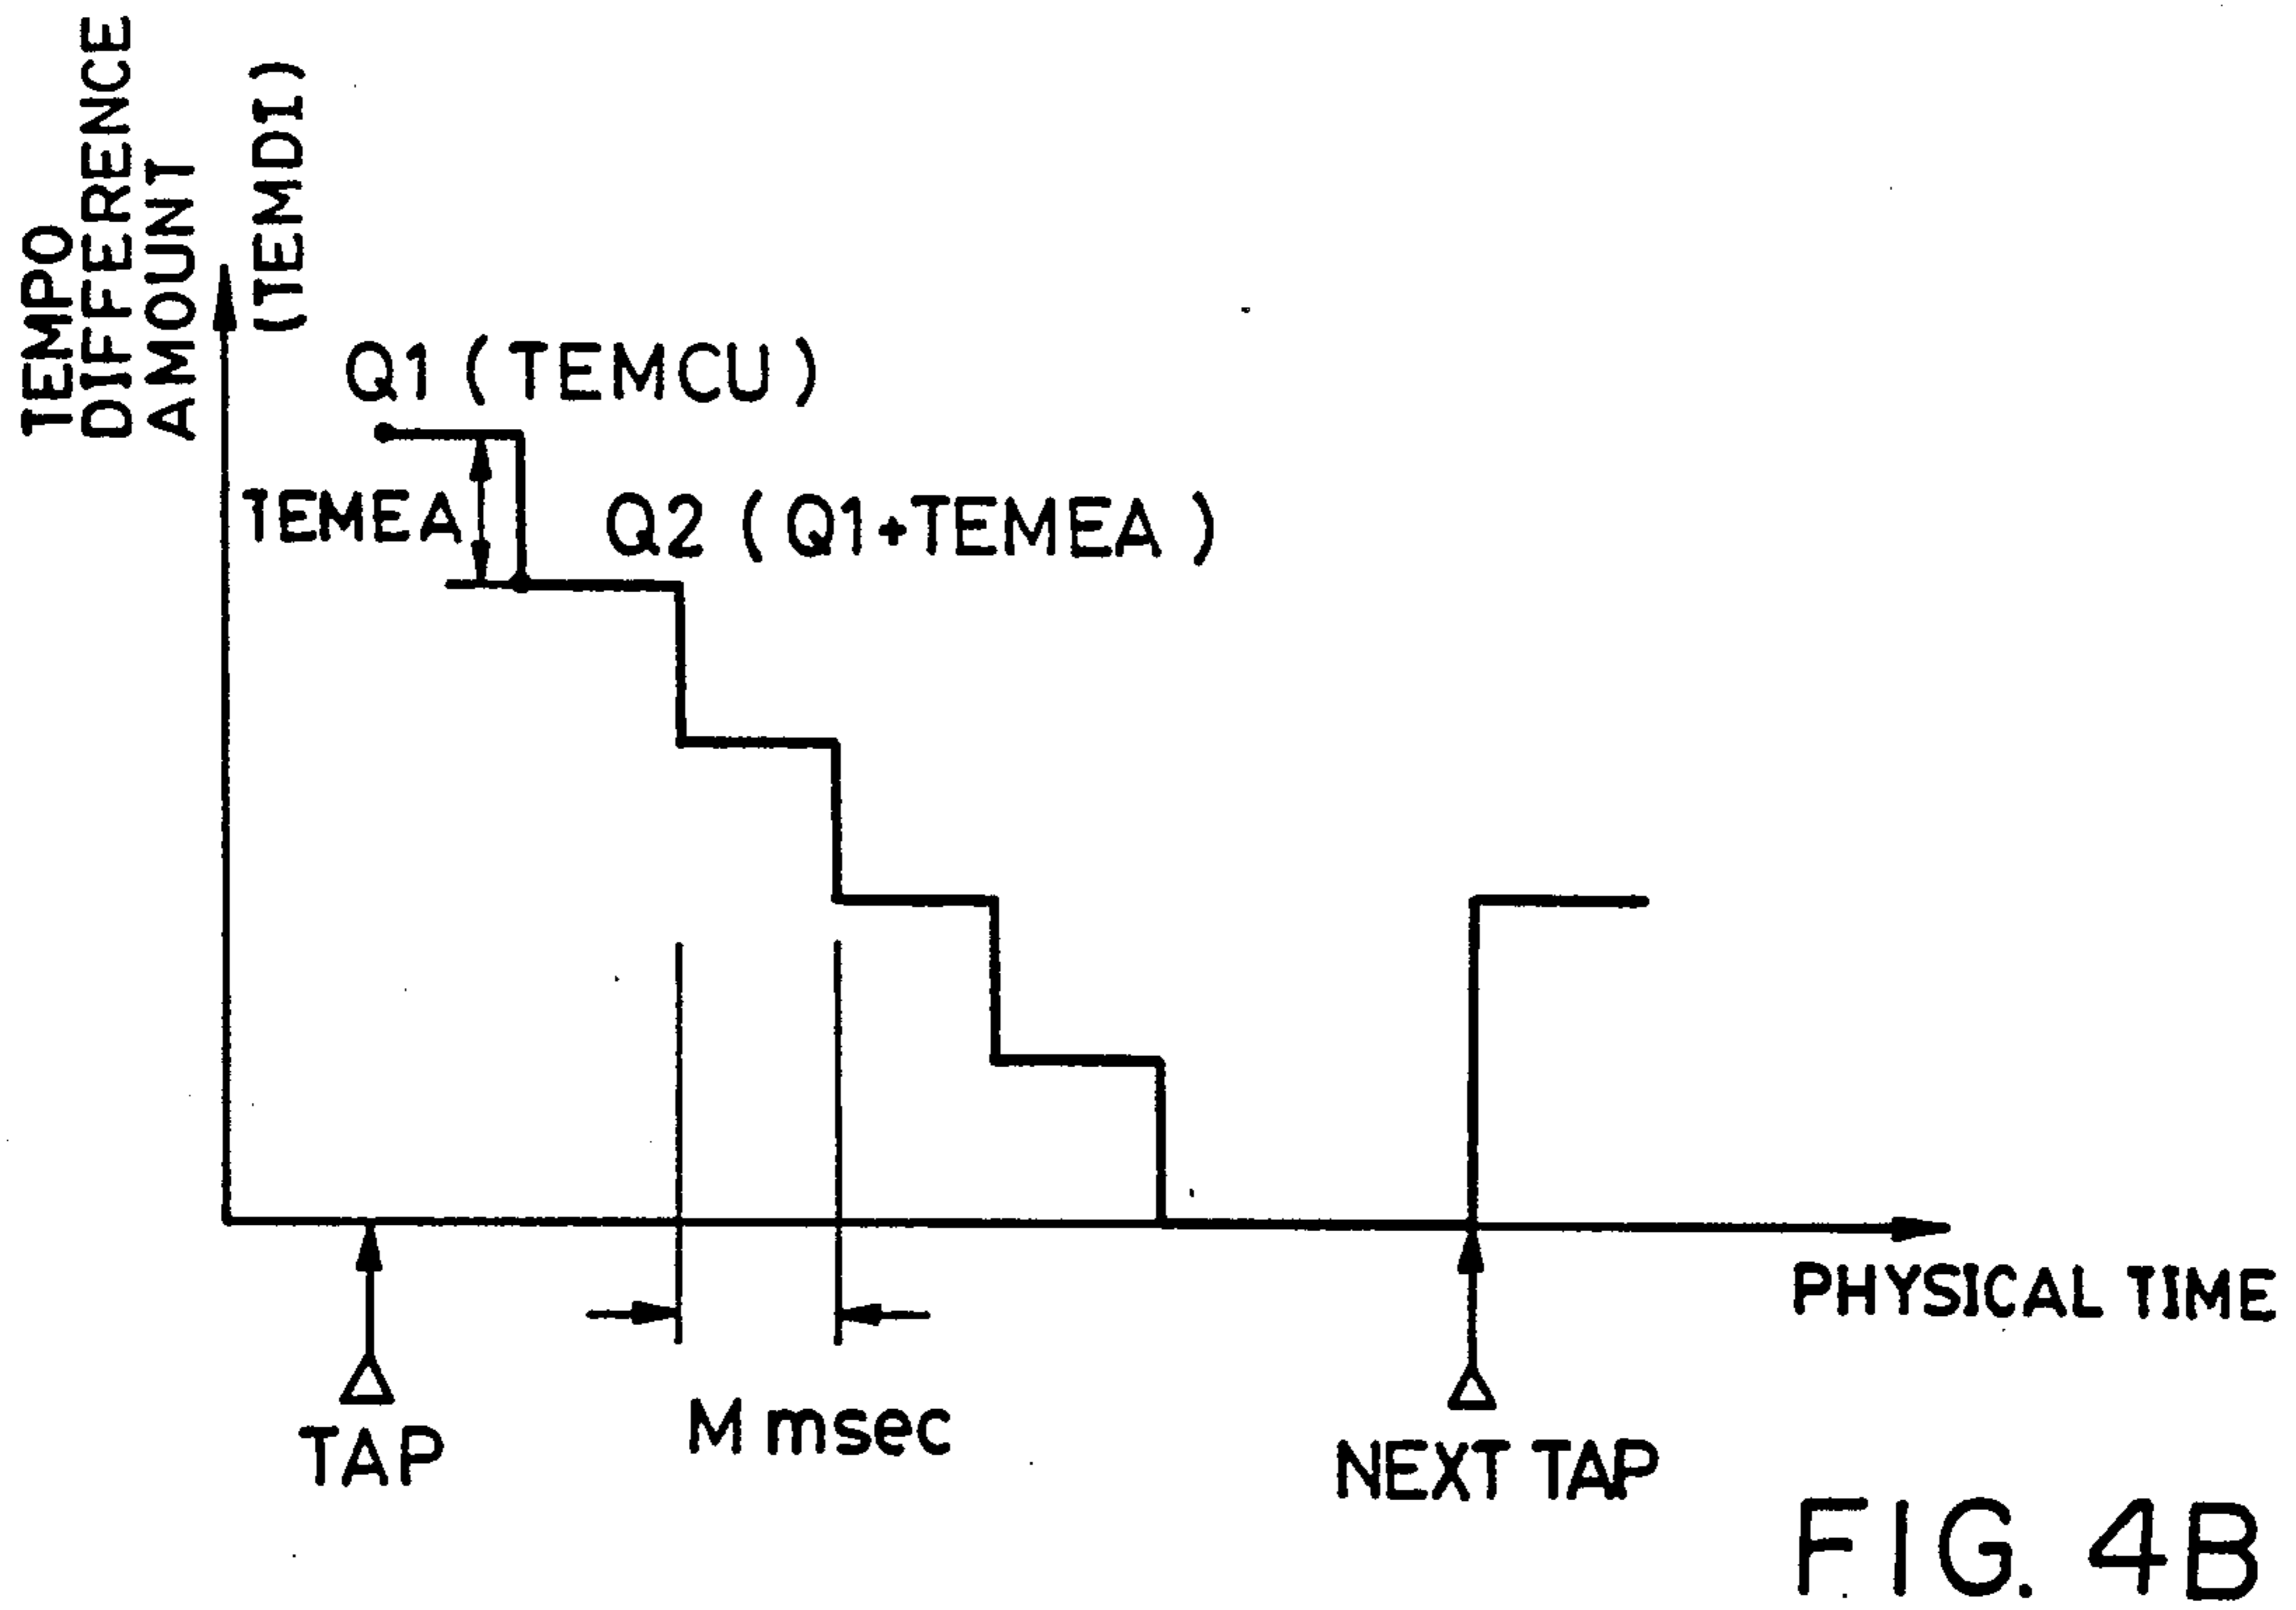 TEMPO
DIFFERENCE
AMOUNT
(TEMDI)
Q1 (TEMCU)
TEMEA
Q2 (Q1+TEMEA)
PHYSICAL TIME
TAP
M msec
NEXT TAP
FIG. 4B